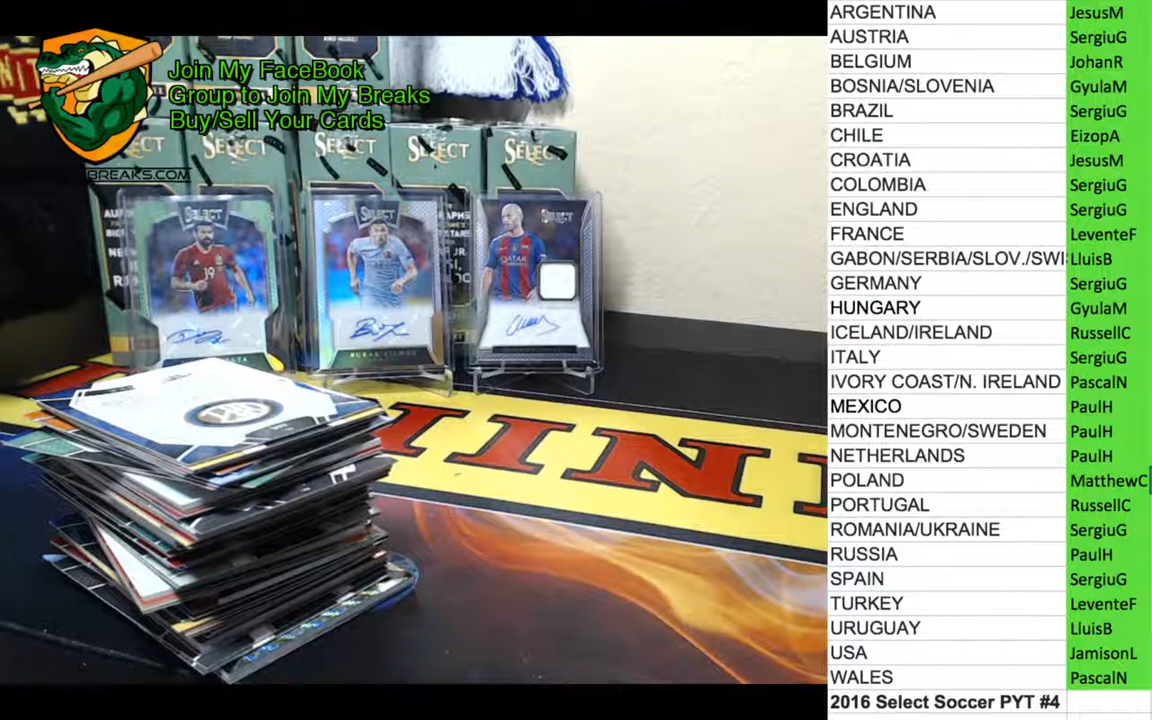 Join My FaceBook
Group to Join My Breaks
Buy/Sell Your Cards
BREAKS.COM
SELECT
SELECT
SELECT
SELECT
SELECT
SELECT
SELECT
19
QATAR
ININ
ARGENTINA JesusM
AUSTRIA SergiuG
BELGIUM JohanR
BOSNIA/SLOVENIA GyulaM
BRAZIL SergiuG
CHILE EizopA
CROATIA JesusM
COLOMBIA SergiuG
ENGLAND SergiuG
FRANCE LeventeF
GABON/SERBIA/SLOV./SWI LluisB
GERMANY SergiuG
HUNGARY GyulaM
ICELAND/IRELAND RussellC
ITALY SergiuG
IVORY COAST/N. IRELAND PascalN
MEXICO PaulH
MONTENEGRO/SWEDEN PaulH
NETHERLANDS PaulH
POLAND MatthewC
PORTUGAL RussellC
ROMANIA/UKRAINE SergiuG
RUSSIA PaulH
SPAIN SergiuG
TURKEY LeventeF
URUGUAY LluisB
USA JamisonL
WALES PascalN
2016 Select Soccer PYT #4